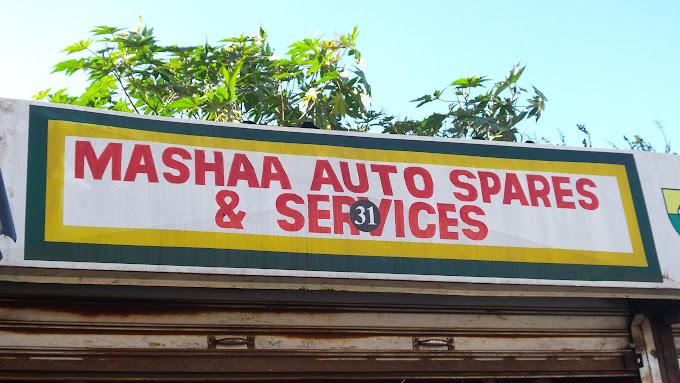 MASHAA AUTO SPARES
& SERVICES
31